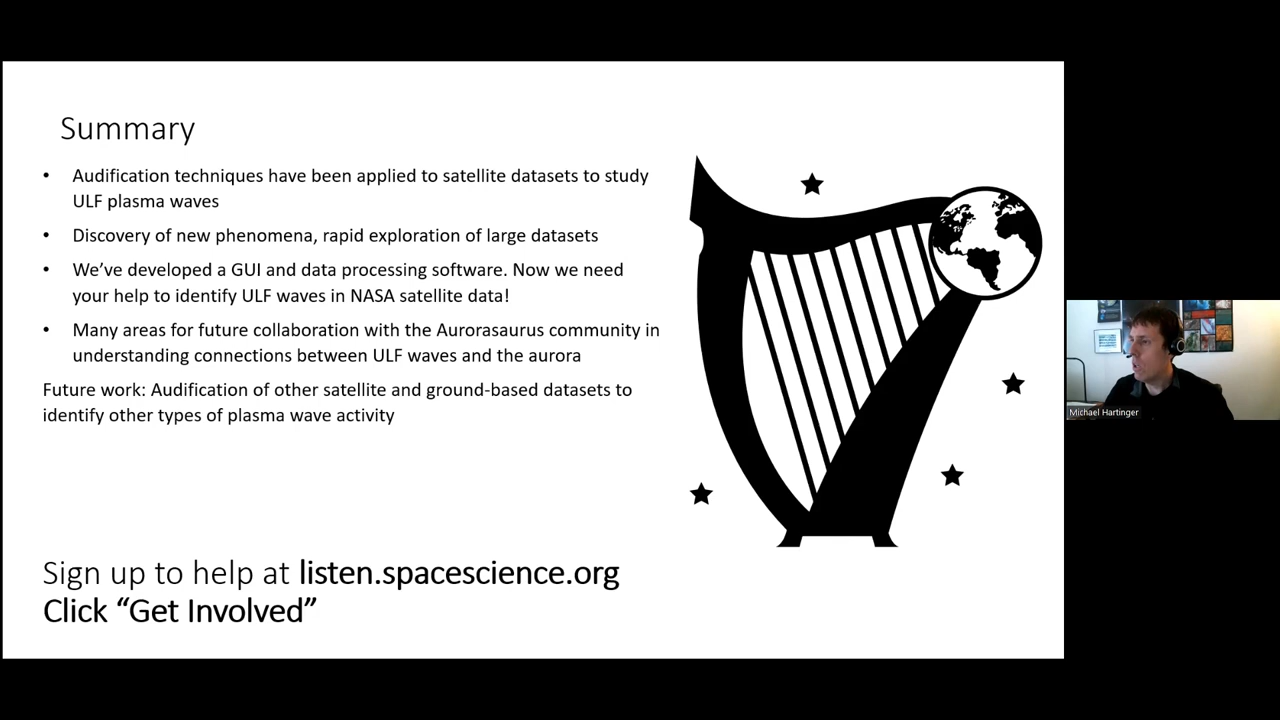 Summary
• Audification techniques have been applied to satellite datasets to study
ULF plasma waves
• Discovery of new phenomena, rapid exploration of large datasets
• We’ve developed a GUI and data processing software. Now we need
your help to identify ULF waves in NASA satellite data!
• Many areas for future collaboration with the Aurorasaurus community in
understanding connections between ULF waves and the aurora
Future work: Audification of other satellite and ground-based datasets to
identify other types of plasma wave activity
Sign up to help at listen.spacescience.org
Click “Get Involved”
Michael Hartinger